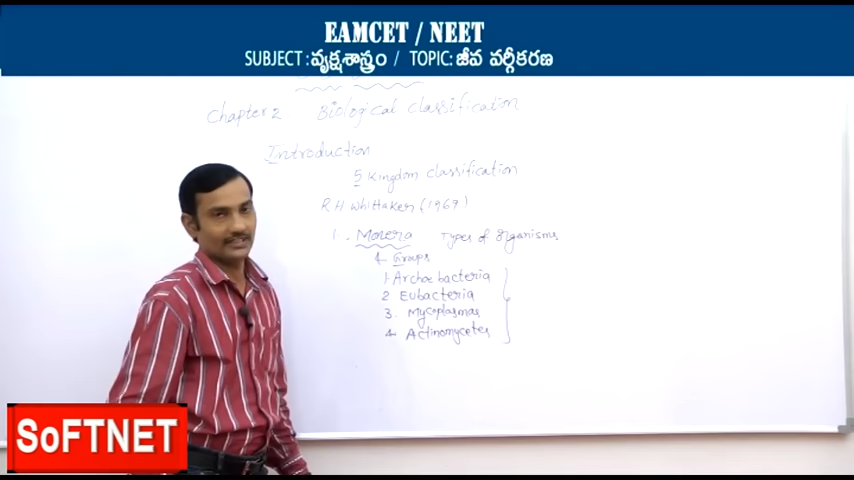 EAMCET / NEET
SUBJECT : వృక్షశాస్త్రం / TOPIC: జీవ వర్గీకరణ
Chapter 2 Biological classification
Introduction
5 Kingdom classification
R H Whittaker (1969)
1. Monera Types of organisms
4 Groups
1. Archaebacteria
2 Eubacteria
3. Mycoplasmas
4 Actinomycetes
SoFTNET